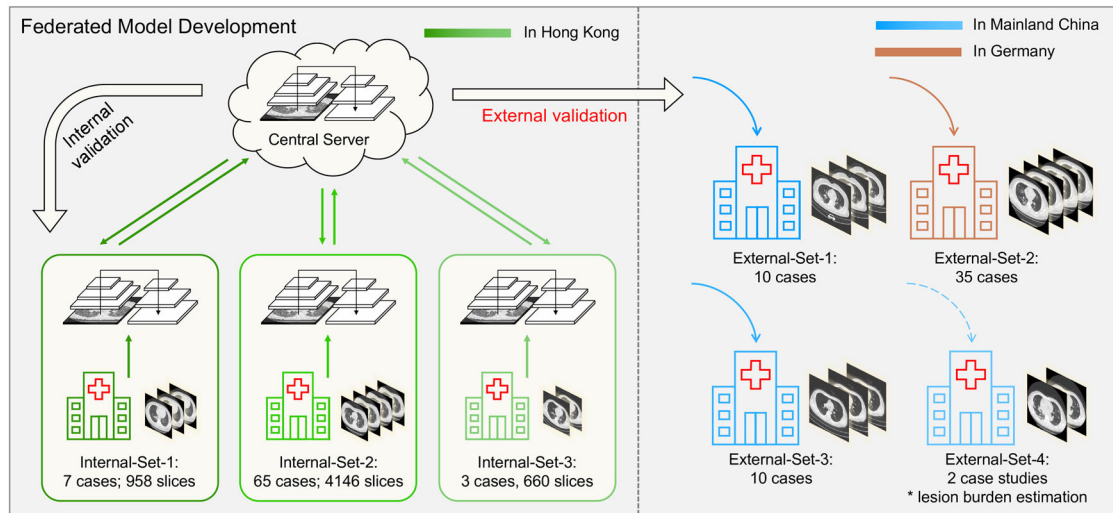 Federated Model Development
In Hong Kong
Internal
validation
Central Server
External validation
Internal-Set-1:
7 cases; 958 slices
Internal-Set-2:
65 cases; 4146 slices
Internal-Set-3:
3 cases, 660 slices
In Mainland China
In Germany
External-Set-1:
10 cases
External-Set-2:
35 cases
External-Set-3:
10 cases
External-Set-4:
2 case studies
* lesion burden estimation